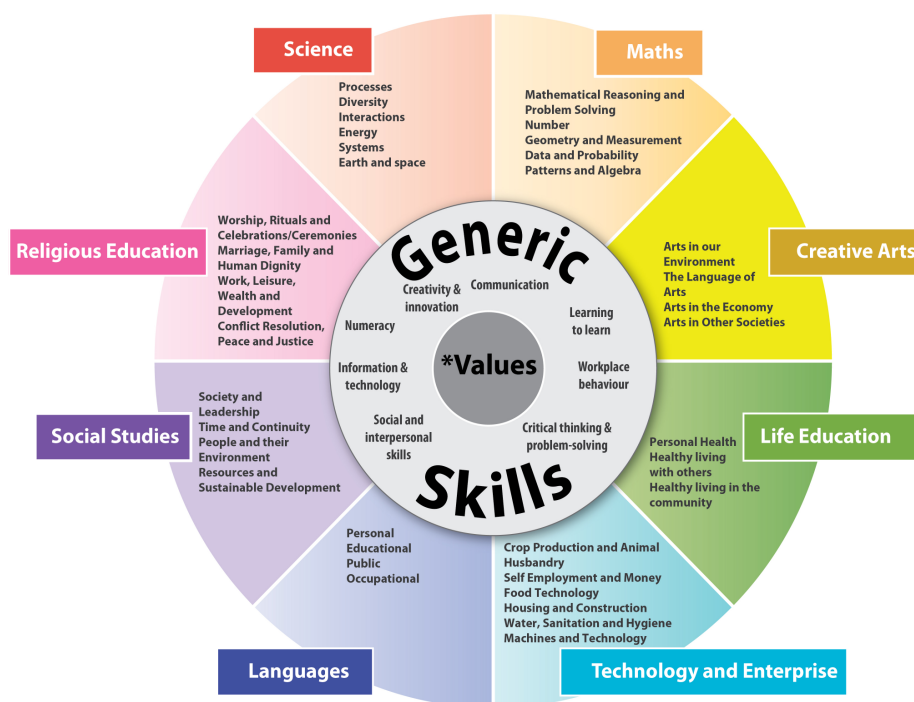 Science
Processes
Diversity
Interactions
Energy
Systems
Earth and space
Maths
Mathematical Reasoning and
Problem Solving
Number
Geometry and Measurement
Data and Probability
Patterns and Algebra
Religious Education
Worship, Rituals and
Celebrations/Ceremonies
Marriage, Family and
Human Dignity
Work, Leisure,
Wealth and
Development
Conflict Resolution,
Peace and Justice
Creative Arts
Arts in our
Environment
The Language of
Arts
Arts in the Economy
Arts in Other Societies
Generic
Creativity &
innovation
Communication
Numeracy
Learning
to learn
Information &
technology
*Values
Workplace
behaviour
Social and
interpersonal
skills
Critical thinking &
problem-solving
Skills
Social Studies
Society and
Leadership
Time and Continuity
People and their
Environment
Resources and
Sustainable Development
Life Education
Personal Health
Healthy living
with others
Healthy living in the
community
Languages
Personal
Educational
Public
Occupational
Technology and Enterprise
Crop Production and Animal
Husbandry
Self Employment and Money
Food Technology
Housing and Construction
Water, Sanitation and Hygiene
Machines and Technology